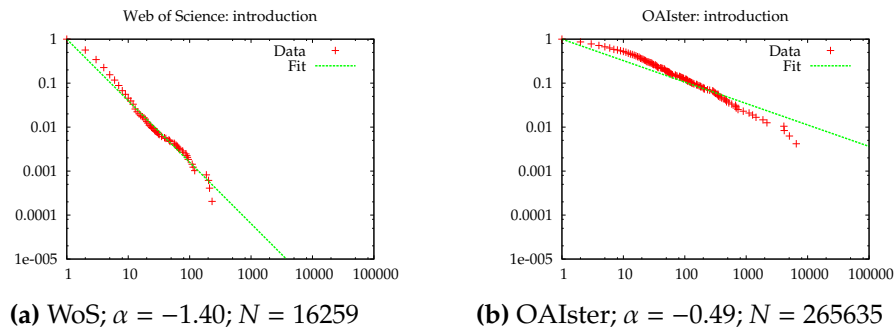 Web of Science: introduction
1
0.1
0.01
0.001
0.0001
1e-005
Data
Fit
1 10 100 1000 10000 100000
(a) WoS; α = −1.40; N = 16259
OAIster: introduction
1
0.1
0.01
0.001
0.0001
1e-005
Data
Fit
1 10 100 1000 10000 100000
(b) OAIster; α = −0.49; N = 265635